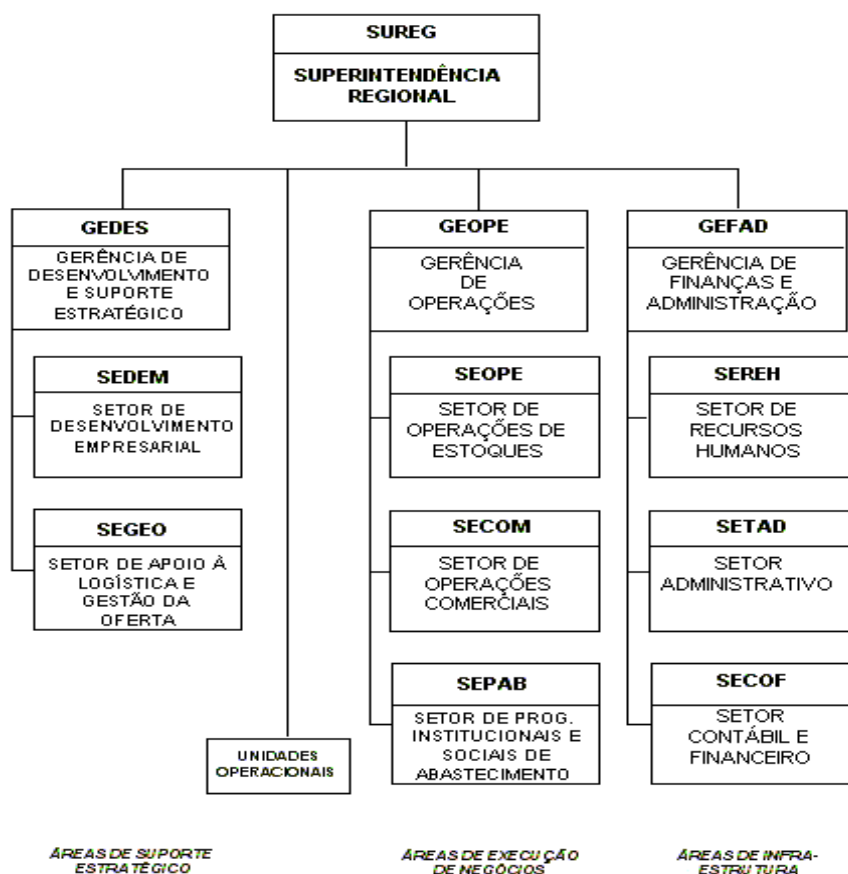 SUREG
SUPERINTENDÊNCIA
REGIONAL
GEDES
GERÊNCIA DE
DESENVOLVIMENTO
E SUPORTE
ESTRATÉGICO
SEDEM
SETOR DE
DESENVOLVIMENTO
EMPRESARIAL
SEGEO
SETOR DE APOIO À
LOGÍSTICA E
GESTÃO DA
OFERTA
UNIDADES
OPERACIONAIS
GEOPE
GERÊNCIA
DE
OPERAÇÕES
SEOPE
SETOR DE
OPERAÇÕES DE
ESTOQUES
SECOM
SETOR DE
OPERAÇÕES
COMERCIAIS
SEPAB
SETOR DE PROG.
INSTITUCIONAIS E
SOCIAIS DE
ABASTECIMENTO
GEFAD
GERÊNCIA DE
FINANÇAS E
ADMINISTRAÇÃO
SEREH
SETOR DE
RECURSOS
HUMANOS
SETAD
SETOR
ADMINISTRATIVO
SECOF
SETOR
CONTÁBIL E
FINANCEIRO
ÁREAS DE SUPORTE
ESTRATÉGICO
ÁREAS DE EXECUÇÃO
DE NEGÓCIOS
ÁREAS DE INFRA-
ESTRUTURA